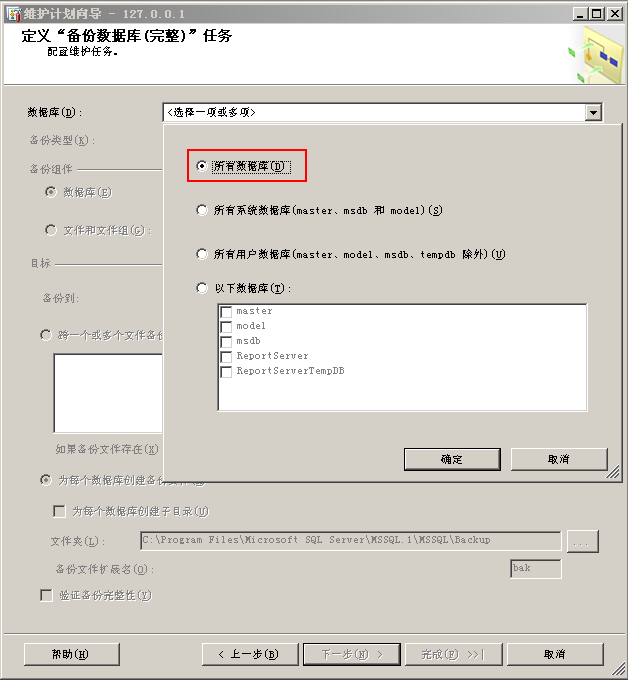 维护计划向导 - 127.0.0.1
定义“备份数据库(完整)”任务
配置维护任务。
数据库(D):
<选择一项或多项>
备份类型(K):
备份组件
数据库(E)
文件和文件组(G):
目标
备份到:
跨一个或多个文件备份
如果备份文件存在(X)
所有数据库(D)
所有系统数据库(master、msdb 和 model)(S)
所有用户数据库(master、model、msdb、tempdb 除外)(U)
以下数据库(T):
master
model
msdb
ReportServer
ReportServerTempDB
确定
取消
为每个数据库创建备份
为每个数据库创建子目录(U)
文件夹(L):
C:\Program Files\Microsoft SQL Server\MSSQL.1\MSSQL\Backup
...
备份文件扩展名(O):
bak
验证备份完整性(Y)
帮助(H)
< 上一步(B)
下一步(N) >
完成(F) >>|
取消